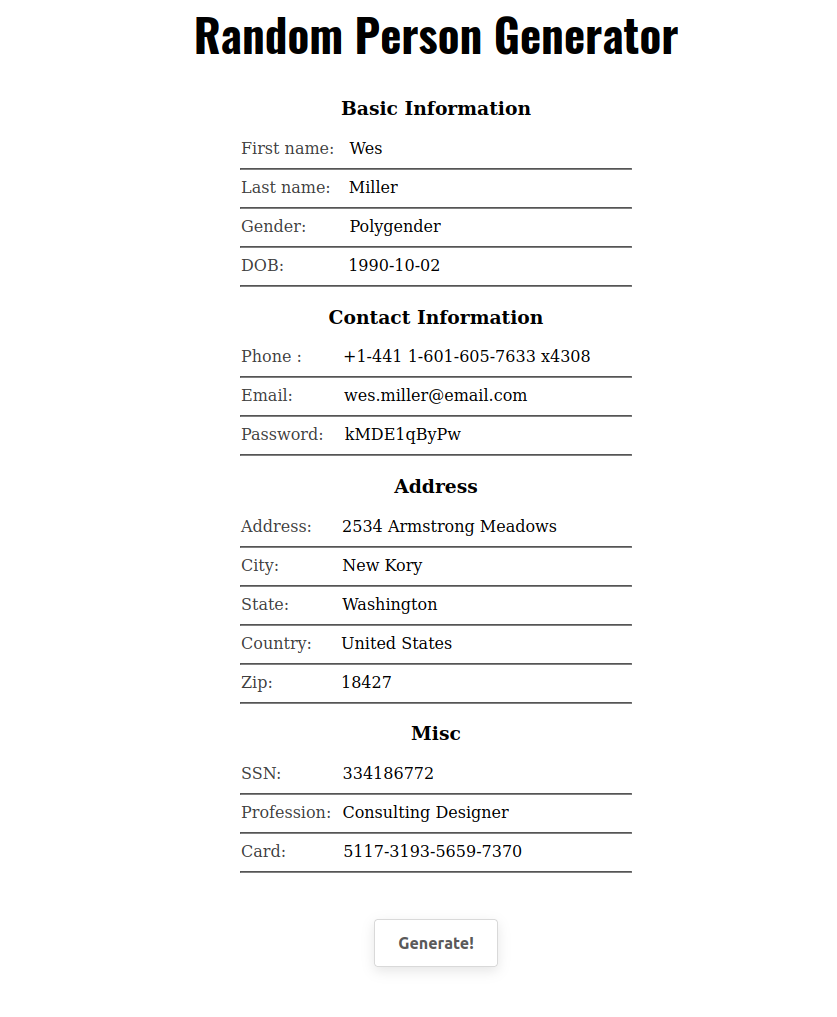 Random Person Generator
Basic Information
First name: Wes
Last name: Miller
Gender: Polygender
DOB: 1990-10-02
Contact Information
Phone : +1-441 1-601-605-7633 x4308
Email: wes.miller@email.com
Password: kMDE1qByPw
Address
Address: 2534 Armstrong Meadows
City: New Kory
State: Washington
Country: United States
Zip: 18427
Misc
SSN: 334186772
Profession: Consulting Designer
Card: 5117-3193-5659-7370
Generate!